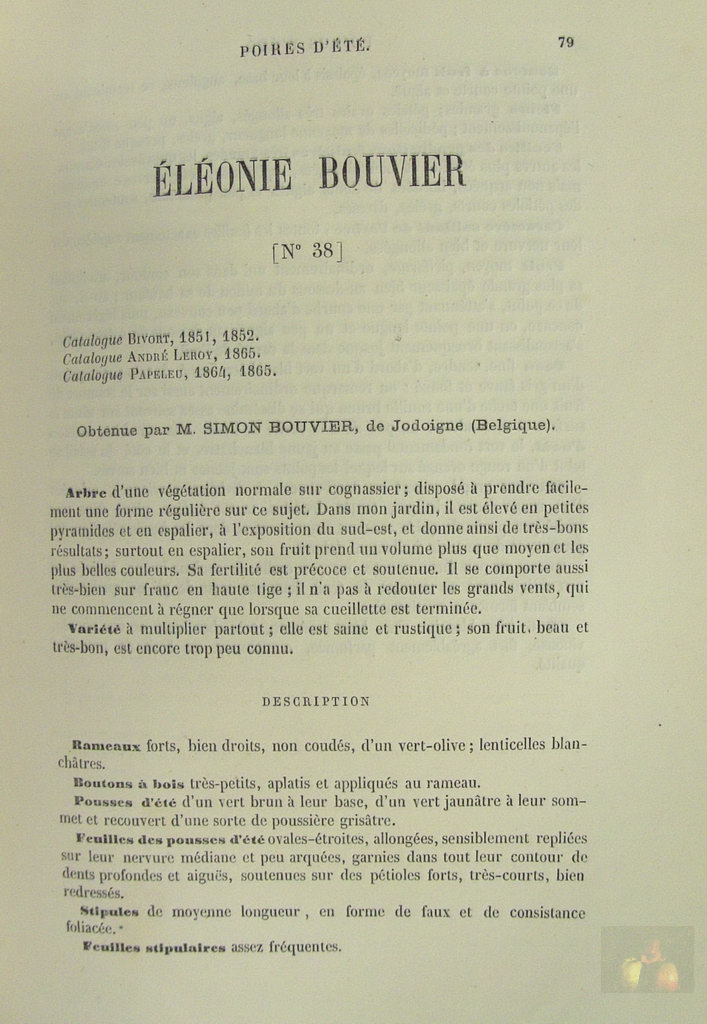 POIRES D'ÉTÉ.
79
ÉLÉONIE BOUVIER
[N° 38]
Catalogue BIVORT, 1851, 1852.
Catalogue ANDRÉ LEROY, 1865.
Catalogue PAPELEU, 1864, 1865.
Obtenue par M. SIMON BOUVIER, de Jodoigne (Belgique).
Arbre d'une végétation normale sur cognassier; disposé à prendre facile-
ment une forme régulière sur ce sujet. Dans mon jardin, il est élevé en petites
pyramides et en espalier, à l'exposition du sud-est, et donne ainsi de très-bons
résultats; surtout en espalier, son fruit prend un volume plus que moyen et les
plus belles couleurs. Sa fertilité est précoce et soutenue. Il se comporte aussi
très-bien sur franc en haute tige; il n'a pas à redouter les grands vents, qui
ne commencent à régner que lorsque sa cueillette est terminée.
Variété à multiplier partout; elle est saine et rustique; son fruit, beau et
très-bon, est encore trop peu connu.
DESCRIPTION
Rameaux forts, bien droits, non coudés, d'un vert-olive; lenticelles blan-
châtres.
Boutons à bois très-petits, aplatis et appliqués au rameau.
Pousses d'été d'un vert brun à leur base, d'un vert jaunâtre à leur som-
met et recouvert d'une sorte de poussière grisâtre.
Feuilles des pousses d'été ovales-étroites, allongées, sensiblement repliées
sur leur nervure médiane et peu arquées, garnies dans tout leur contour de
dents profondes et aiguës, soutenues sur des pétioles forts, très-courts, bien
redressés.
Stipules de moyenne longueur, en forme de faux et de consistance
foliacée.
Feuilles stipulaires assez fréquentes.